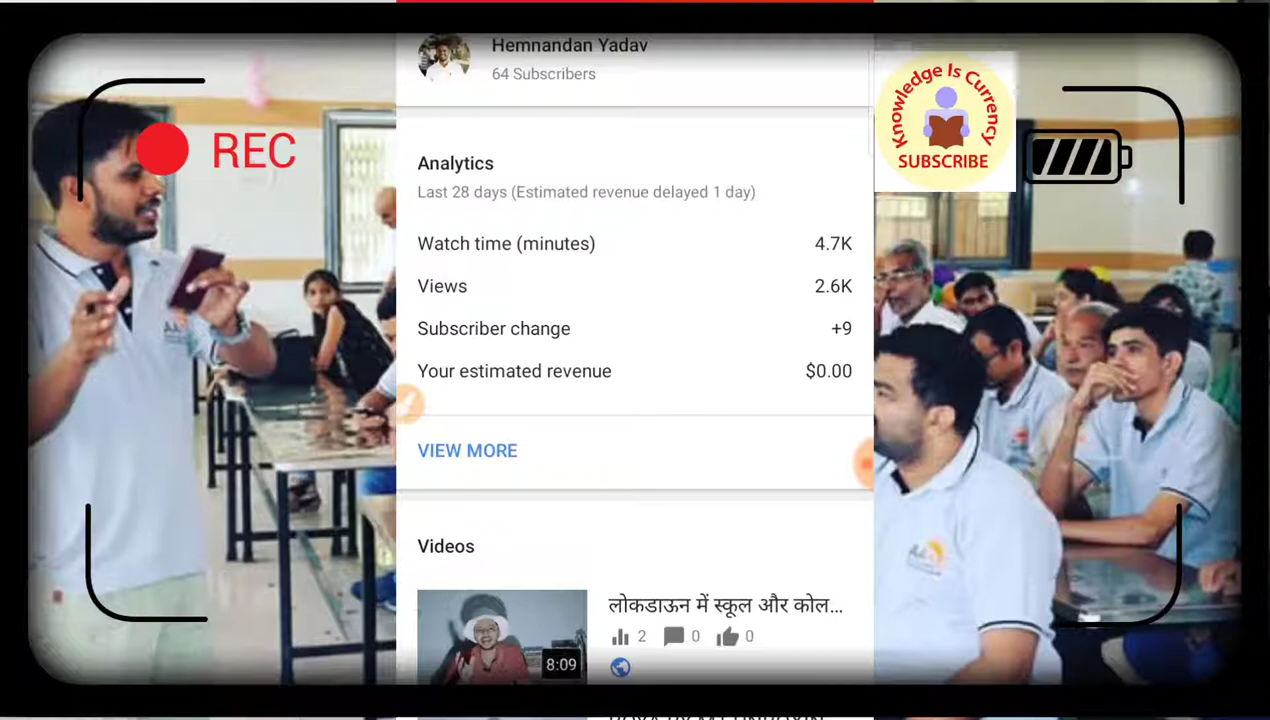 Hemnandan Yadav
64 Subscribers
REC
Knowledge Is Currency
SUBSCRIBE
Analytics
Last 28 days (Estimated revenue delayed 1 day)
Watch time (minutes) 4.7K
Views 2.6K
Subscriber change +9
Your estimated revenue $0.00
VIEW MORE
Videos
लोकडाऊन में स्कूल और कोल...
2 0 0
8:09